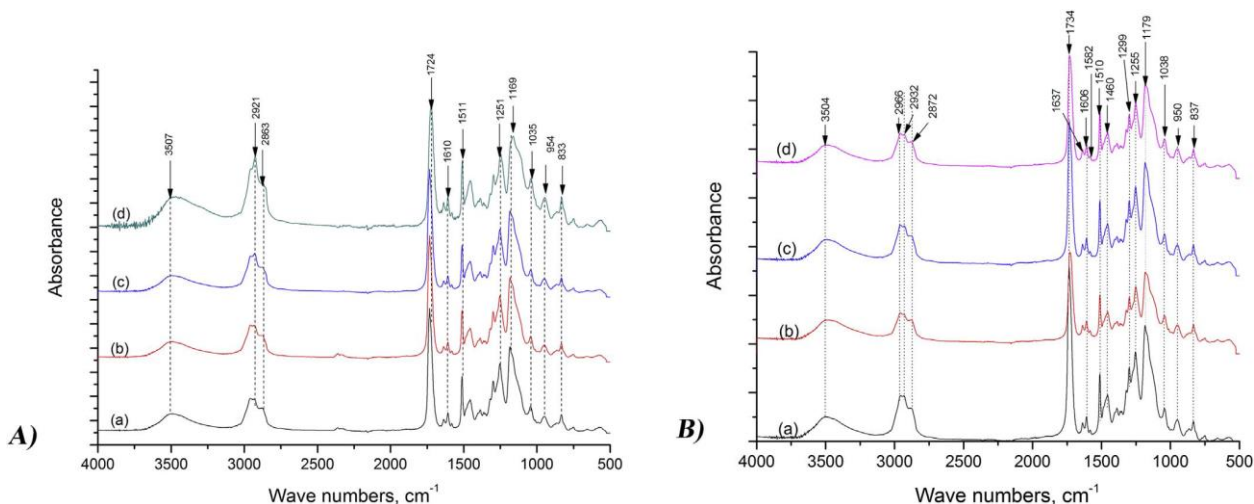 3507
2921
2863
1724
1610
1511
1251
1169
1035
954
833
(d)
(c)
(b)
(a)
Absorbance
A)
4000 3500 3000 2500 2000 1500 1000 500
Wave numbers, cm-1
3504
2966
2932
2872
1734
1637
1606
1582
1510
1460
1299
1255
1179
1038
950
837
(d)
(c)
(b)
(a)
Absorbance
B)
4000 3500 3000 2500 2000 1500 1000 500
Wave numbers, cm-1